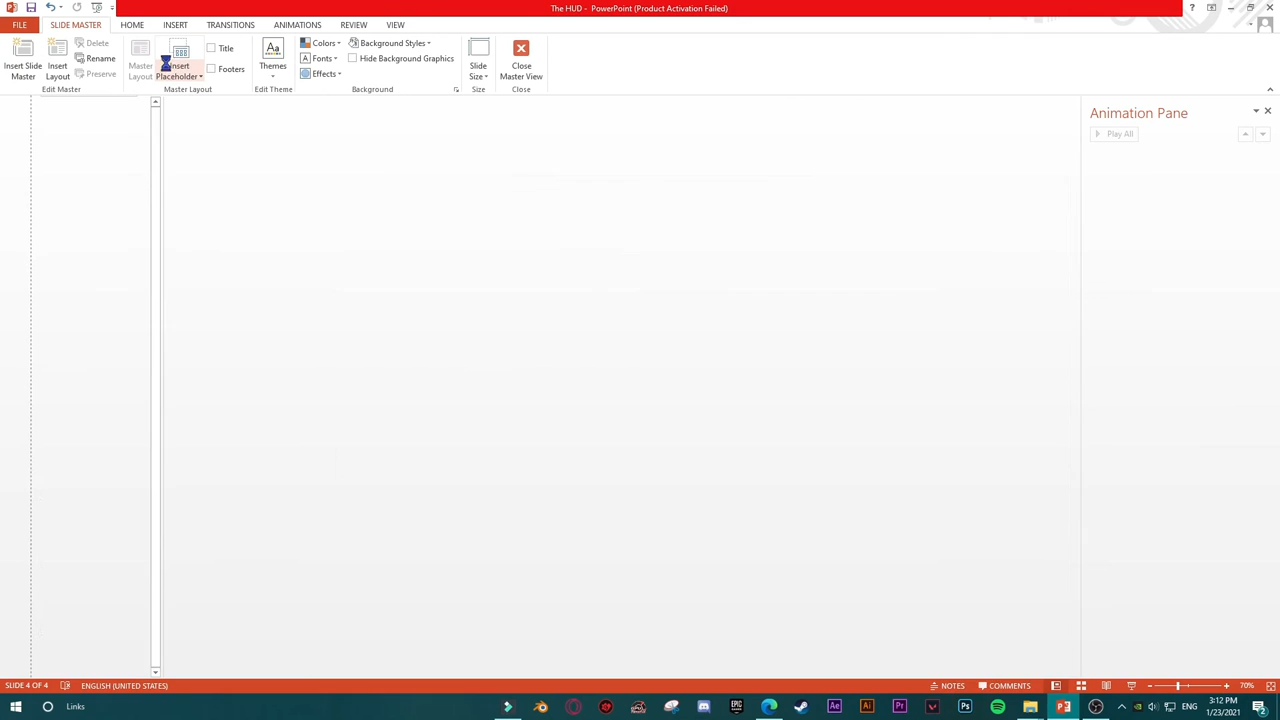 The HUD - PowerPoint (Product Activation Failed)
FILE SLIDE MASTER HOME INSERT TRANSITIONS ANIMATIONS REVIEW VIEW
Insert Slide Master
Insert Layout
Delete
Rename
Preserve
Edit Master
Master Layout
Insert Placeholder
Title
Footers
Master Layout
Themes
Edit Theme
Colors
Fonts
Effects
Background Styles
Hide Background Graphics
Background
Slide Size
Size
Close Master View
Close
Animation Pane
Play All
SLIDE 4 OF 4 ENGLISH (UNITED STATES) NOTES COMMENTS 70%
Links
ENG
3:12 PM
1/23/2021